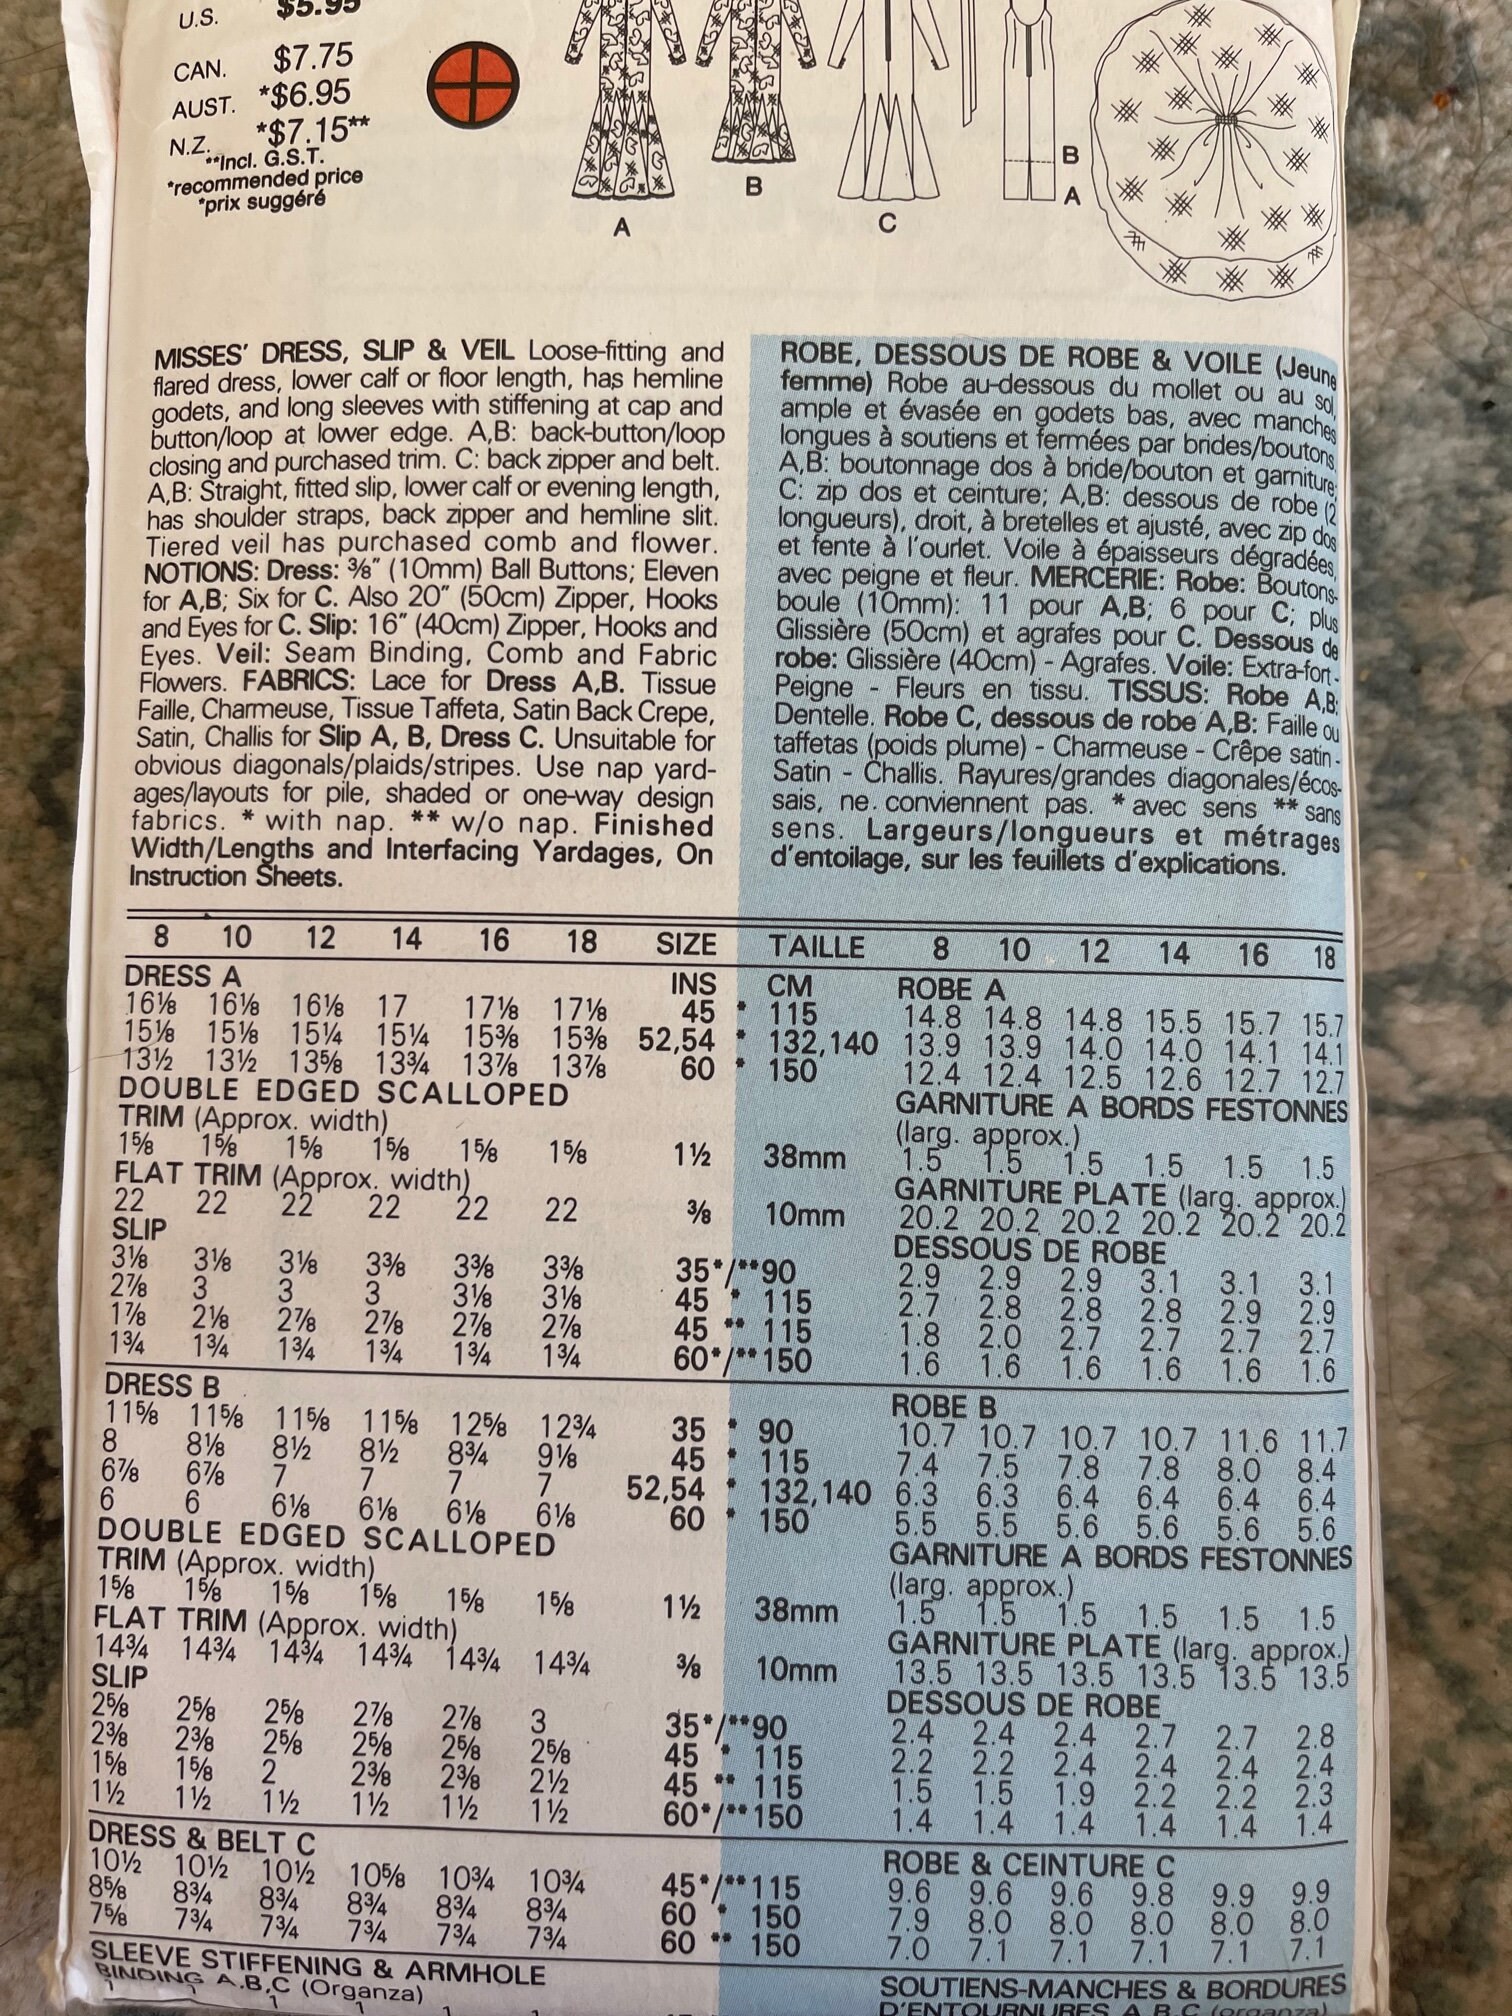 U.S. $5.95
CAN. $7.75
AUST. *$6.95
N.Z. *$7.15**
**Incl. G.S.T.
*recommended price
*prix suggéré
A
B
C
B
A
MISSES' DRESS, SLIP & VEIL Loose-fitting and
flared dress, lower calf or floor length, has hemline
godets, and long sleeves with stiffening at cap and
button/loop at lower edge. A,B: back-button/loop
closing and purchased trim. C: back zipper and belt.
A,B: Straight, fitted slip, lower calf or evening length,
has shoulder straps, back zipper and hemline slit.
Tiered veil has purchased comb and flower.
NOTIONS: Dress: ⅜" (10mm) Ball Buttons; Eleven
for A,B; Six for C. Also 20" (50cm) Zipper, Hooks
and Eyes for C. Slip: 16" (40cm) Zipper, Hooks and
Eyes. Veil: Seam Binding, Comb and Fabric
Flowers. FABRICS: Lace for Dress A,B. Tissue
Faille, Charmeuse, Tissue Taffeta, Satin Back Crepe,
Satin, Challis for Slip A, B, Dress C. Unsuitable for
obvious diagonals/plaids/stripes. Use nap yard-
ages/layouts for pile, shaded or one-way design
fabrics. * with nap. ** w/o nap. Finished
Width/Lengths and Interfacing Yardages, On
Instruction Sheets.
ROBE, DESSOUS DE ROBE & VOILE (Jeune
femme) Robe au-dessous du mollet ou au sol,
ample et évasée en godets bas, avec manches
longues à soutiens et fermées par brides/boutons.
A,B: boutonnage dos à bride/bouton et garniture;
C: zip dos et ceinture; A,B: dessous de robe (2
longueurs), droit, à bretelles et ajusté, avec zip dos
et fente à l'ourlet. Voile à épaisseurs dégradées,
avec peigne et fleur. MERCERIE: Robe: Boutons-
boule (10mm): 11 pour A,B; 6 pour C; plus
Glissière (50cm) et agrafes pour C. Dessous de
robe: Glissière (40cm) - Agrafes. Voile: Extra-fort -
Peigne - Fleurs en tissu. TISSUS: Robe A,B:
Dentelle. Robe C, dessous de robe A,B: Faille ou
taffetas (poids plume) - Charmeuse - Crêpe satin -
Satin - Challis. Rayures/grandes diagonales/écos-
sais, ne conviennent pas. * avec sens ** sans
sens. Largeurs/longueurs et métrages
d'entoilage, sur les feuillets d'explications.
8 10 12 14 16 18 SIZE TAILLE 8 10 12 14 16 18
DRESS A INS CM ROBE A
16⅛ 16⅛ 16⅛ 17 17⅛ 17⅛ 45 * 115 14.8 14.8 14.8 15.5 15.7 15.7
15⅛ 15⅛ 15¼ 15¼ 15⅜ 15⅜ 52,54 * 132,140 13.9 13.9 14.0 14.0 14.1 14.1
13½ 13½ 13⅝ 13¾ 13⅞ 13⅞ 60 * 150 12.4 12.4 12.5 12.6 12.7 12.7
DOUBLE EDGED SCALLOPED GARNITURE A BORDS FESTONNES
TRIM (Approx. width) (larg. approx.)
1⅝ 1⅝ 1⅝ 1⅝ 1⅝ 1⅝ 1½ 38mm 1.5 1.5 1.5 1.5 1.5 1.5
FLAT TRIM (Approx. width) GARNITURE PLATE (larg. approx.)
22 22 22 22 22 22 ⅜ 10mm 20.2 20.2 20.2 20.2 20.2 20.2
SLIP DESSOUS DE ROBE
3⅛ 3⅛ 3⅛ 3⅜ 3⅜ 3⅜ 35*/**90 2.9 2.9 2.9 3.1 3.1 3.1
2⅞ 3 3 3 3⅛ 3⅛ 45 * 115 2.7 2.8 2.8 2.8 2.9 2.9
1⅞ 2⅛ 2⅞ 2⅞ 2⅞ 2⅞ 45 ** 115 1.8 2.0 2.7 2.7 2.7 2.7
1¾ 1¾ 1¾ 1¾ 1¾ 1¾ 60*/**150 1.6 1.6 1.6 1.6 1.6 1.6
DRESS B ROBE B
11⅝ 11⅝ 11⅝ 11⅝ 12⅝ 12¾ 35 * 90 10.7 10.7 10.7 10.7 11.6 11.7
8 8⅛ 8½ 8½ 8¾ 9⅛ 45 * 115 7.4 7.5 7.8 7.8 8.0 8.4
6⅞ 6⅞ 7 7 7 7 52,54 * 132,140 6.3 6.3 6.4 6.4 6.4 6.4
6 6 6⅛ 6⅛ 6⅛ 6⅛ 60 * 150 5.5 5.5 5.6 5.6 5.6 5.6
DOUBLE EDGED SCALLOPED GARNITURE A BORDS FESTONNES
TRIM (Approx. width) (larg. approx.)
1⅝ 1⅝ 1⅝ 1⅝ 1⅝ 1⅝ 1½ 38mm 1.5 1.5 1.5 1.5 1.5 1.5
FLAT TRIM (Approx. width) GARNITURE PLATE (larg. approx.)
14¾ 14¾ 14¾ 14¾ 14¾ 14¾ ⅜ 10mm 13.5 13.5 13.5 13.5 13.5 13.5
SLIP DESSOUS DE ROBE
2⅝ 2⅝ 2⅝ 2⅞ 2⅞ 3 35*/**90 2.4 2.4 2.4 2.7 2.7 2.8
2⅜ 2⅜ 2⅝ 2⅝ 2⅝ 2⅝ 45 * 115 2.2 2.2 2.4 2.4 2.4 2.4
1⅝ 1⅝ 2 2⅜ 2⅜ 2½ 45 ** 115 1.5 1.5 1.9 2.2 2.2 2.3
1½ 1½ 1½ 1½ 1½ 1½ 60*/**150 1.4 1.4 1.4 1.4 1.4 1.4
DRESS & BELT C ROBE & CEINTURE C
10½ 10½ 10½ 10⅝ 10¾ 10¾ 45*/**115 9.6 9.6 9.6 9.8 9.9 9.9
8⅝ 8¾ 8¾ 8¾ 8¾ 8¾ 60 * 150 7.9 8.0 8.0 8.0 8.0 8.0
7⅝ 7¾ 7¾ 7¾ 7¾ 7¾ 60 ** 150 7.0 7.1 7.1 7.1 7.1 7.1
SLEEVE STIFFENING & ARMHOLE SOUTIENS-MANCHES & BORDURES
BINDING A,B,C (Organza) D'ENTOURNURES A,B,C (organza)
1 1 1 1 1 1